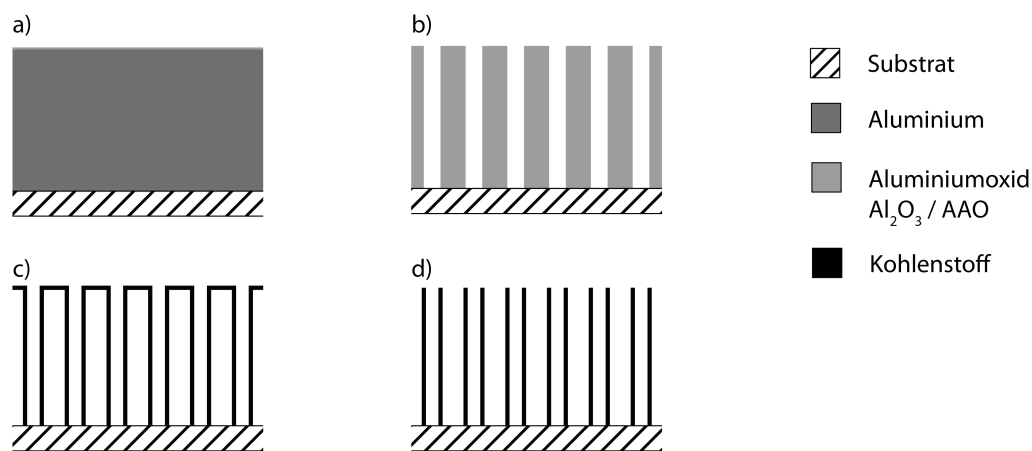 a)
b)
Substrat
Aluminium
Aluminiumoxid
Al₂O₃ / AAO
c)
d)
Kohlenstoff